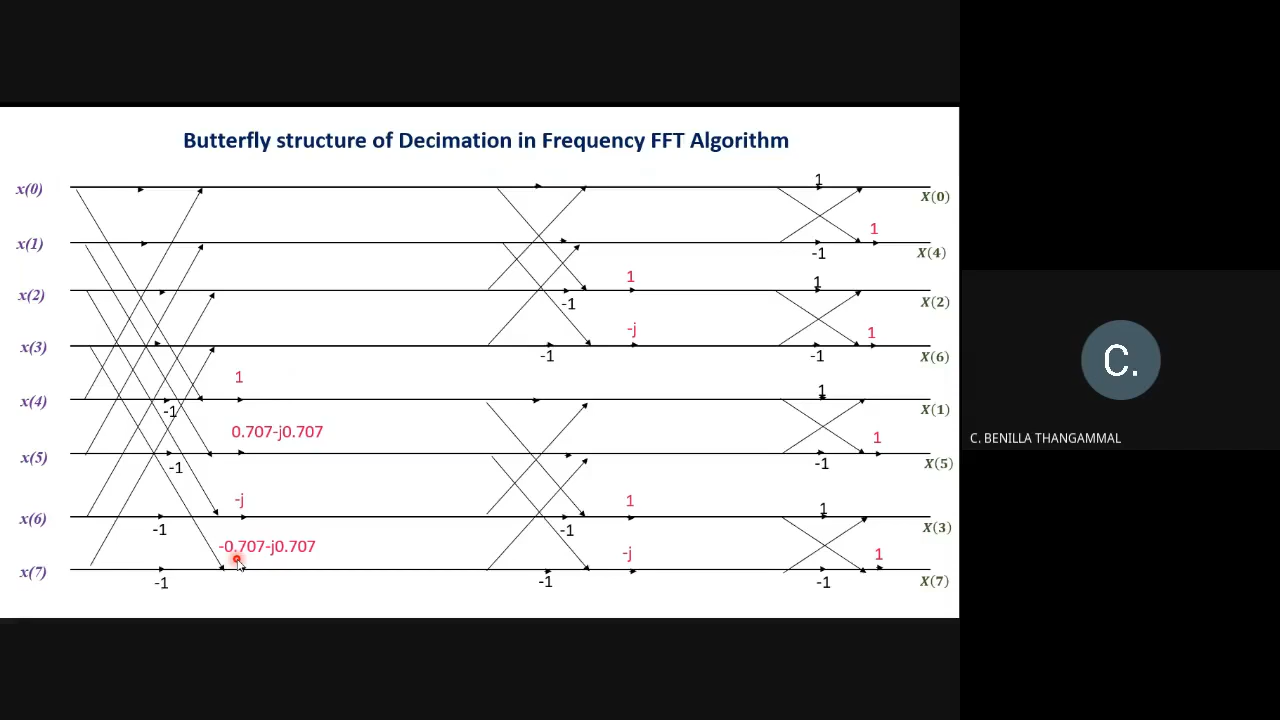 Butterfly structure of Decimation in Frequency FFT Algorithm
x(0) 1 X(0)
x(1) 1 -1 X(4)
x(2) -1 1 1 X(2)
x(3) -1 -j 1 -1 X(6)
x(4) -1 1 1 X(1)
x(5) -1 0.707-j0.707 1 -1 X(5)
x(6) -1 -j -1 1 1 X(3)
x(7) -1 -0.707-j0.707 -1 -j 1 -1 X(7)
C.
C. BENILLA THANGAMMAL